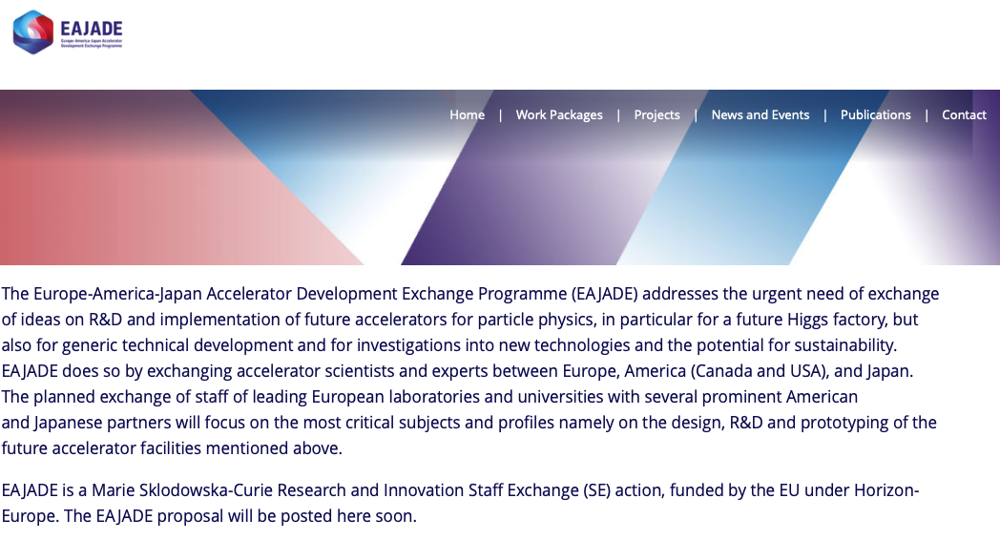 EAJADE
Europe-America-Japan Accelerator
Development Exchange Programme
Home | Work Packages | Projects | News and Events | Publications | Contact
The Europe-America-Japan Accelerator Development Exchange Programme (EAJADE) addresses the urgent need of exchange
of ideas on R&D and implementation of future accelerators for particle physics, in particular for a future Higgs factory, but
also for generic technical development and for investigations into new technologies and the potential for sustainability.
EAJADE does so by exchanging accelerator scientists and experts between Europe, America (Canada and USA), and Japan.
The planned exchange of staff of leading European laboratories and universities with several prominent American
and Japanese partners will focus on the most critical subjects and profiles namely on the design, R&D and prototyping of the
future accelerator facilities mentioned above.
EAJADE is a Marie Sklodowska-Curie Research and Innovation Staff Exchange (SE) action, funded by the EU under Horizon-
Europe. The EAJADE proposal will be posted here soon.